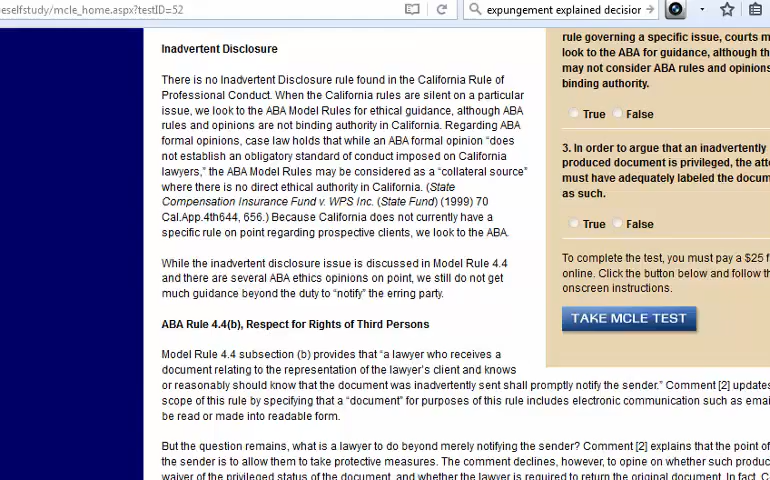 eselfstudy/mcle_home.aspx?testID=52
expungement explained decisior
Inadvertent Disclosure
There is no Inadvertent Disclosure rule found in the California Rule of
Professional Conduct. When the California rules are silent on a particular
issue, we look to the ABA Model Rules for ethical guidance, although ABA
rules and opinions are not binding authority in California. Regarding ABA
formal opinions, case law holds that while an ABA formal opinion “does
not establish an obligatory standard of conduct imposed on California
lawyers,” the ABA Model Rules may be considered as a “collateral source”
where there is no direct ethical authority in California. (State
Compensation Insurance Fund v. WPS Inc. (State Fund) (1999) 70
Cal.App.4th644, 656.) Because California does not currently have a
specific rule on point regarding prospective clients, we look to the ABA.
While the inadvertent disclosure issue is discussed in Model Rule 4.4
and there are several ABA ethics opinions on point, we still do not get
much guidance beyond the duty to “notify” the erring party.
ABA Rule 4.4(b), Respect for Rights of Third Persons
Model Rule 4.4 subsection (b) provides that “a lawyer who receives a
document relating to the representation of the lawyer’s client and knows
or reasonably should know that the document was inadvertently sent shall promptly notify the sender.” Comment [2] updates
scope of this rule by specifying that a “document” for purposes of this rule includes electronic communication such as emai
be read or made into readable form.
But the question remains, what is a lawyer to do beyond merely notifying the sender? Comment [2] explains that the point of
the sender is to allow them to take protective measures. The comment declines, however, to opine on whether such produc
waiver of the privileged status of the document, and whether the lawyer is required to return the original document. In fact, C
rule governing a specific issue, courts m
look to the ABA for guidance, although th
may not consider ABA rules and opinions
binding authority.
True False
3. In order to argue that an inadvertently
produced document is privileged, the atto
must have adequately labeled the docum
as such.
True False
To complete the test, you must pay a $25 f
online. Click the button below and follow th
onscreen instructions.
TAKE MCLE TEST